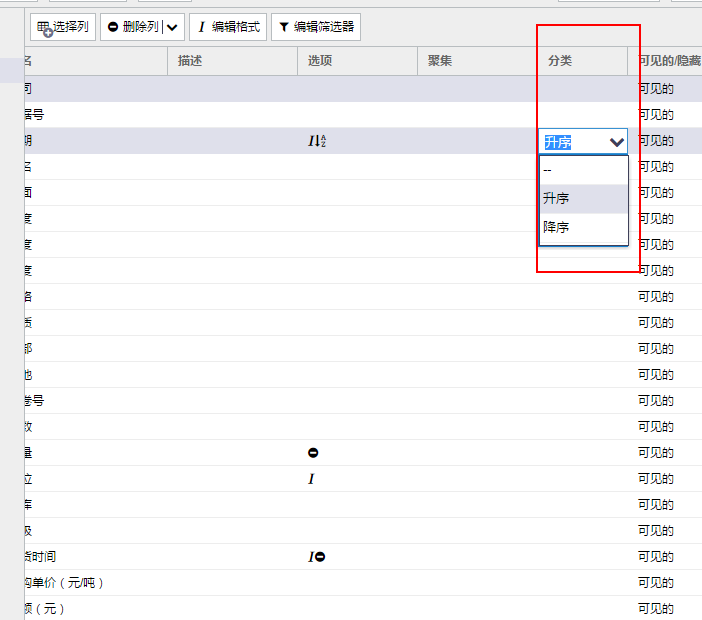 选择列 删除列 I 编辑格式 编辑筛选器
名 描述 选项 聚集 分类 可见的/隐藏
司 可见的
据号 可见的
期 升序 可见的
名 -- 可见的
面 升序 可见的
度 降序 可见的
度 可见的
度 可见的
格 可见的
质 可见的
部 可见的
他 可见的
卷号 可见的
数 可见的
量 可见的
位 I 可见的
库 可见的
级 可见的
货时间 I 可见的
购单价（元/吨） 可见的
额（元） 可见的